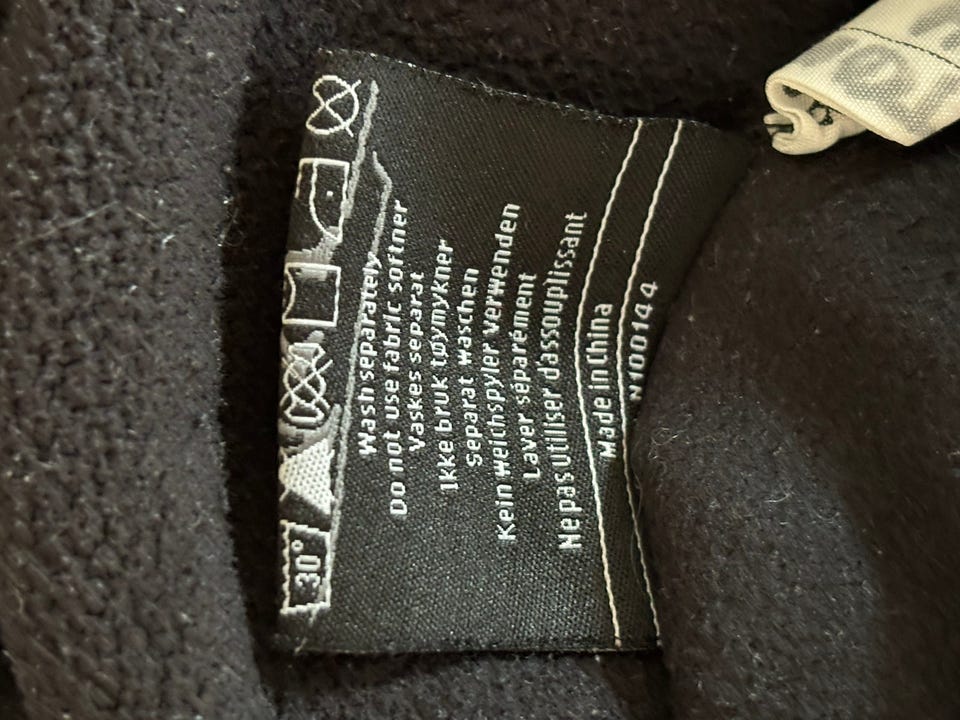 30°
Wash separately
Do not use fabric softner
Vaskes separat
Ikke bruk tøymykner
Separat waschen
Kein weichspyler verwenden
Laver séparément
Ne pas utiliser dassouplissant
Made in China
N100144